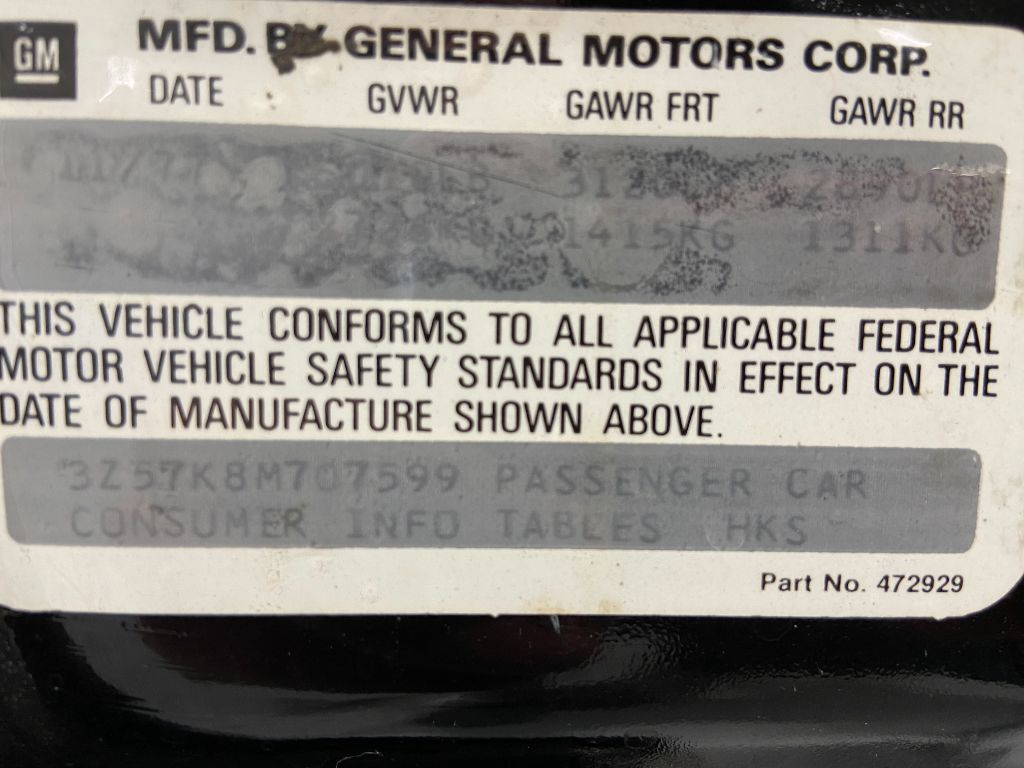 GM
MFD. BY GENERAL MOTORS CORP.
DATE GVWR GAWR FRT GAWR RR
1415KG 1311KG
THIS VEHICLE CONFORMS TO ALL APPLICABLE FEDERAL
MOTOR VEHICLE SAFETY STANDARDS IN EFFECT ON THE
DATE OF MANUFACTURE SHOWN ABOVE.
3Z57K8M707599 PASSENGER CAR
CONSUMER INFO TABLES HKS
Part No. 472929